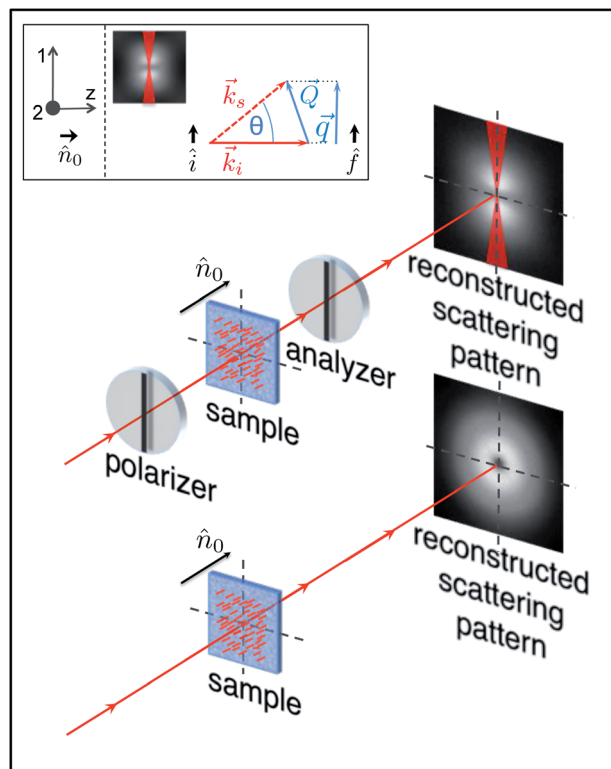 1
2
z
n̂₀
î
k⃗ₛ
θ
k⃗ᵢ
Q⃗
q⃗
f̂
n̂₀
polarizer
sample
analyzer
reconstructed
scattering
pattern
n̂₀
sample
reconstructed
scattering
pattern